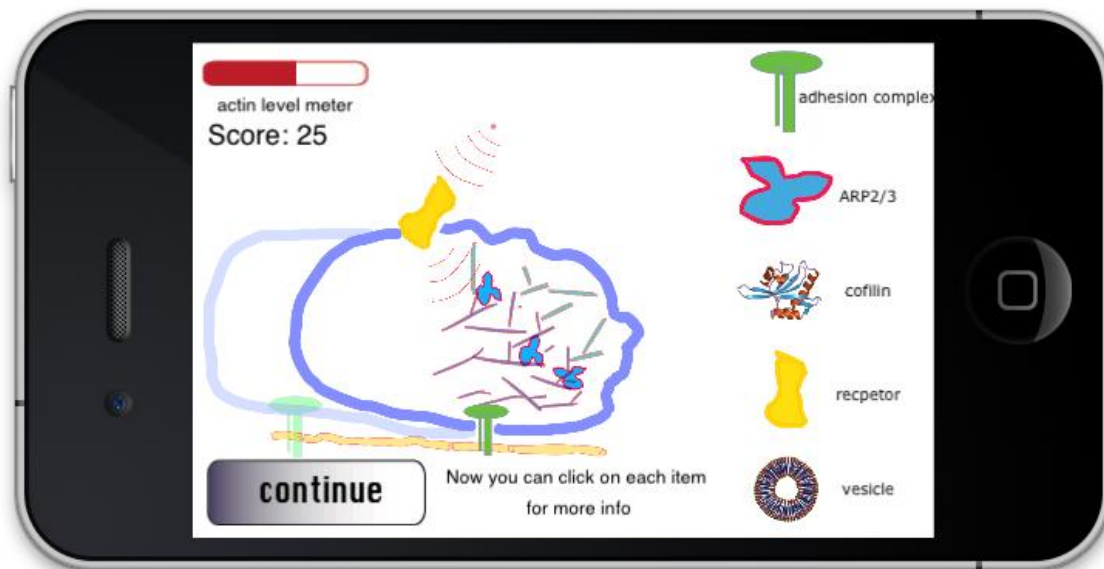 actin level meter
Score: 25
adhesion complex
ARP2/3
cofilin
recpetor
vesicle
continue
Now you can click on each item
for more info